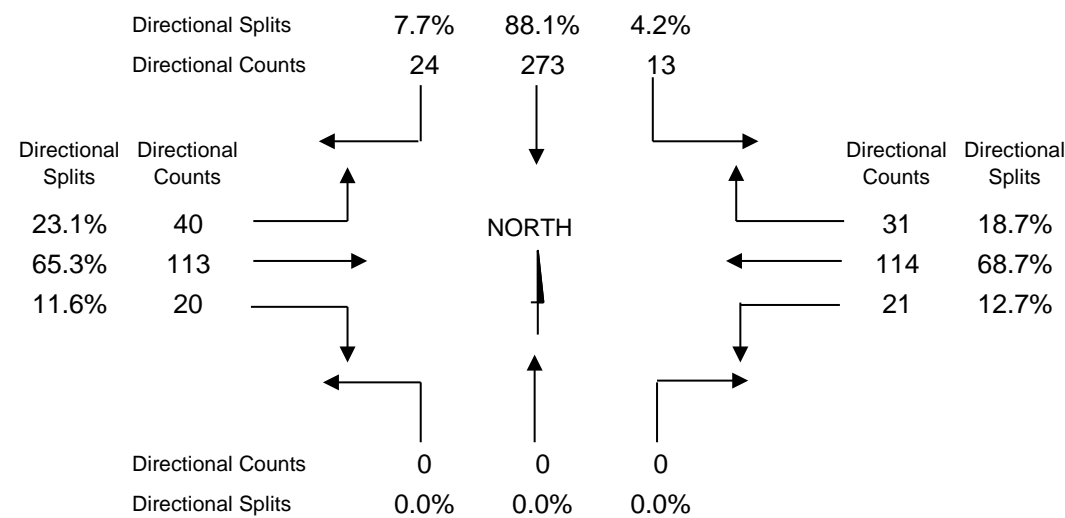 Directional Splits 7.7% 88.1% 4.2%
Directional Counts 24 273 13
Directional Directional Directional Directional
Splits Counts Counts Splits
23.1% 40 31 18.7%
NORTH
65.3% 113 114 68.7%
11.6% 20 21 12.7%
Directional Counts 0 0 0
Directional Splits 0.0% 0.0% 0.0%